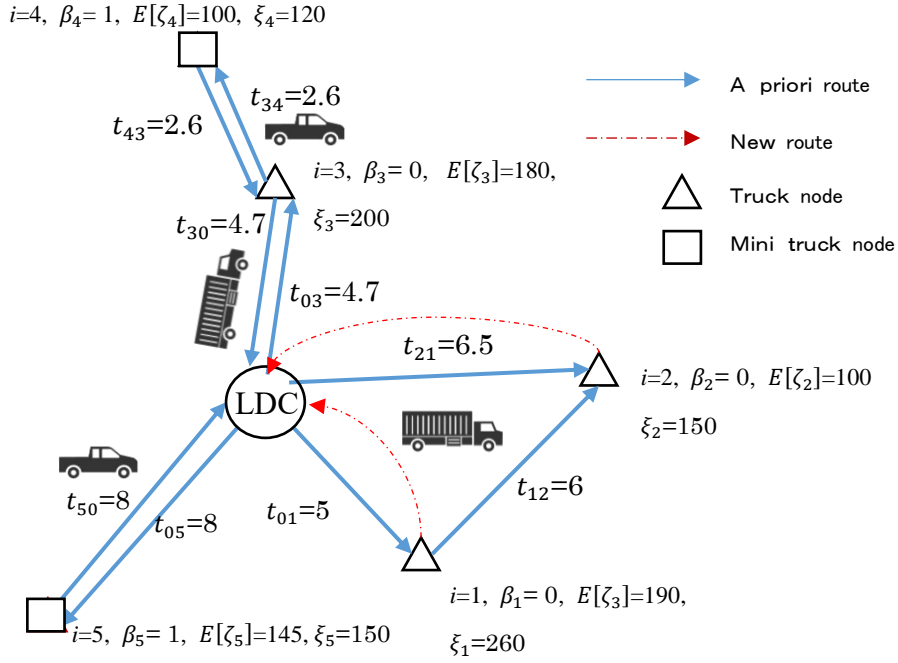 i=4, β₄= 1, E[ζ₄]=100, ξ₄=120
t₃₄=2.6
t₄₃=2.6
i=3, β₃= 0, E[ζ₃]=180,
ξ₃=200
t₃₀=4.7
t₀₃=4.7
A priori route
New route
Truck node
Mini truck node
t₂₁=6.5
LDC
i=2, β₂= 0, E[ζ₂]=100
ξ₂=150
t₅₀=8
t₀₅=8
t₀₁=5
t₁₂=6
i=1, β₁= 0, E[ζ₃]=190,
ξ₁=260
i=5, β₅= 1, E[ζ₅]=145, ξ₅=150